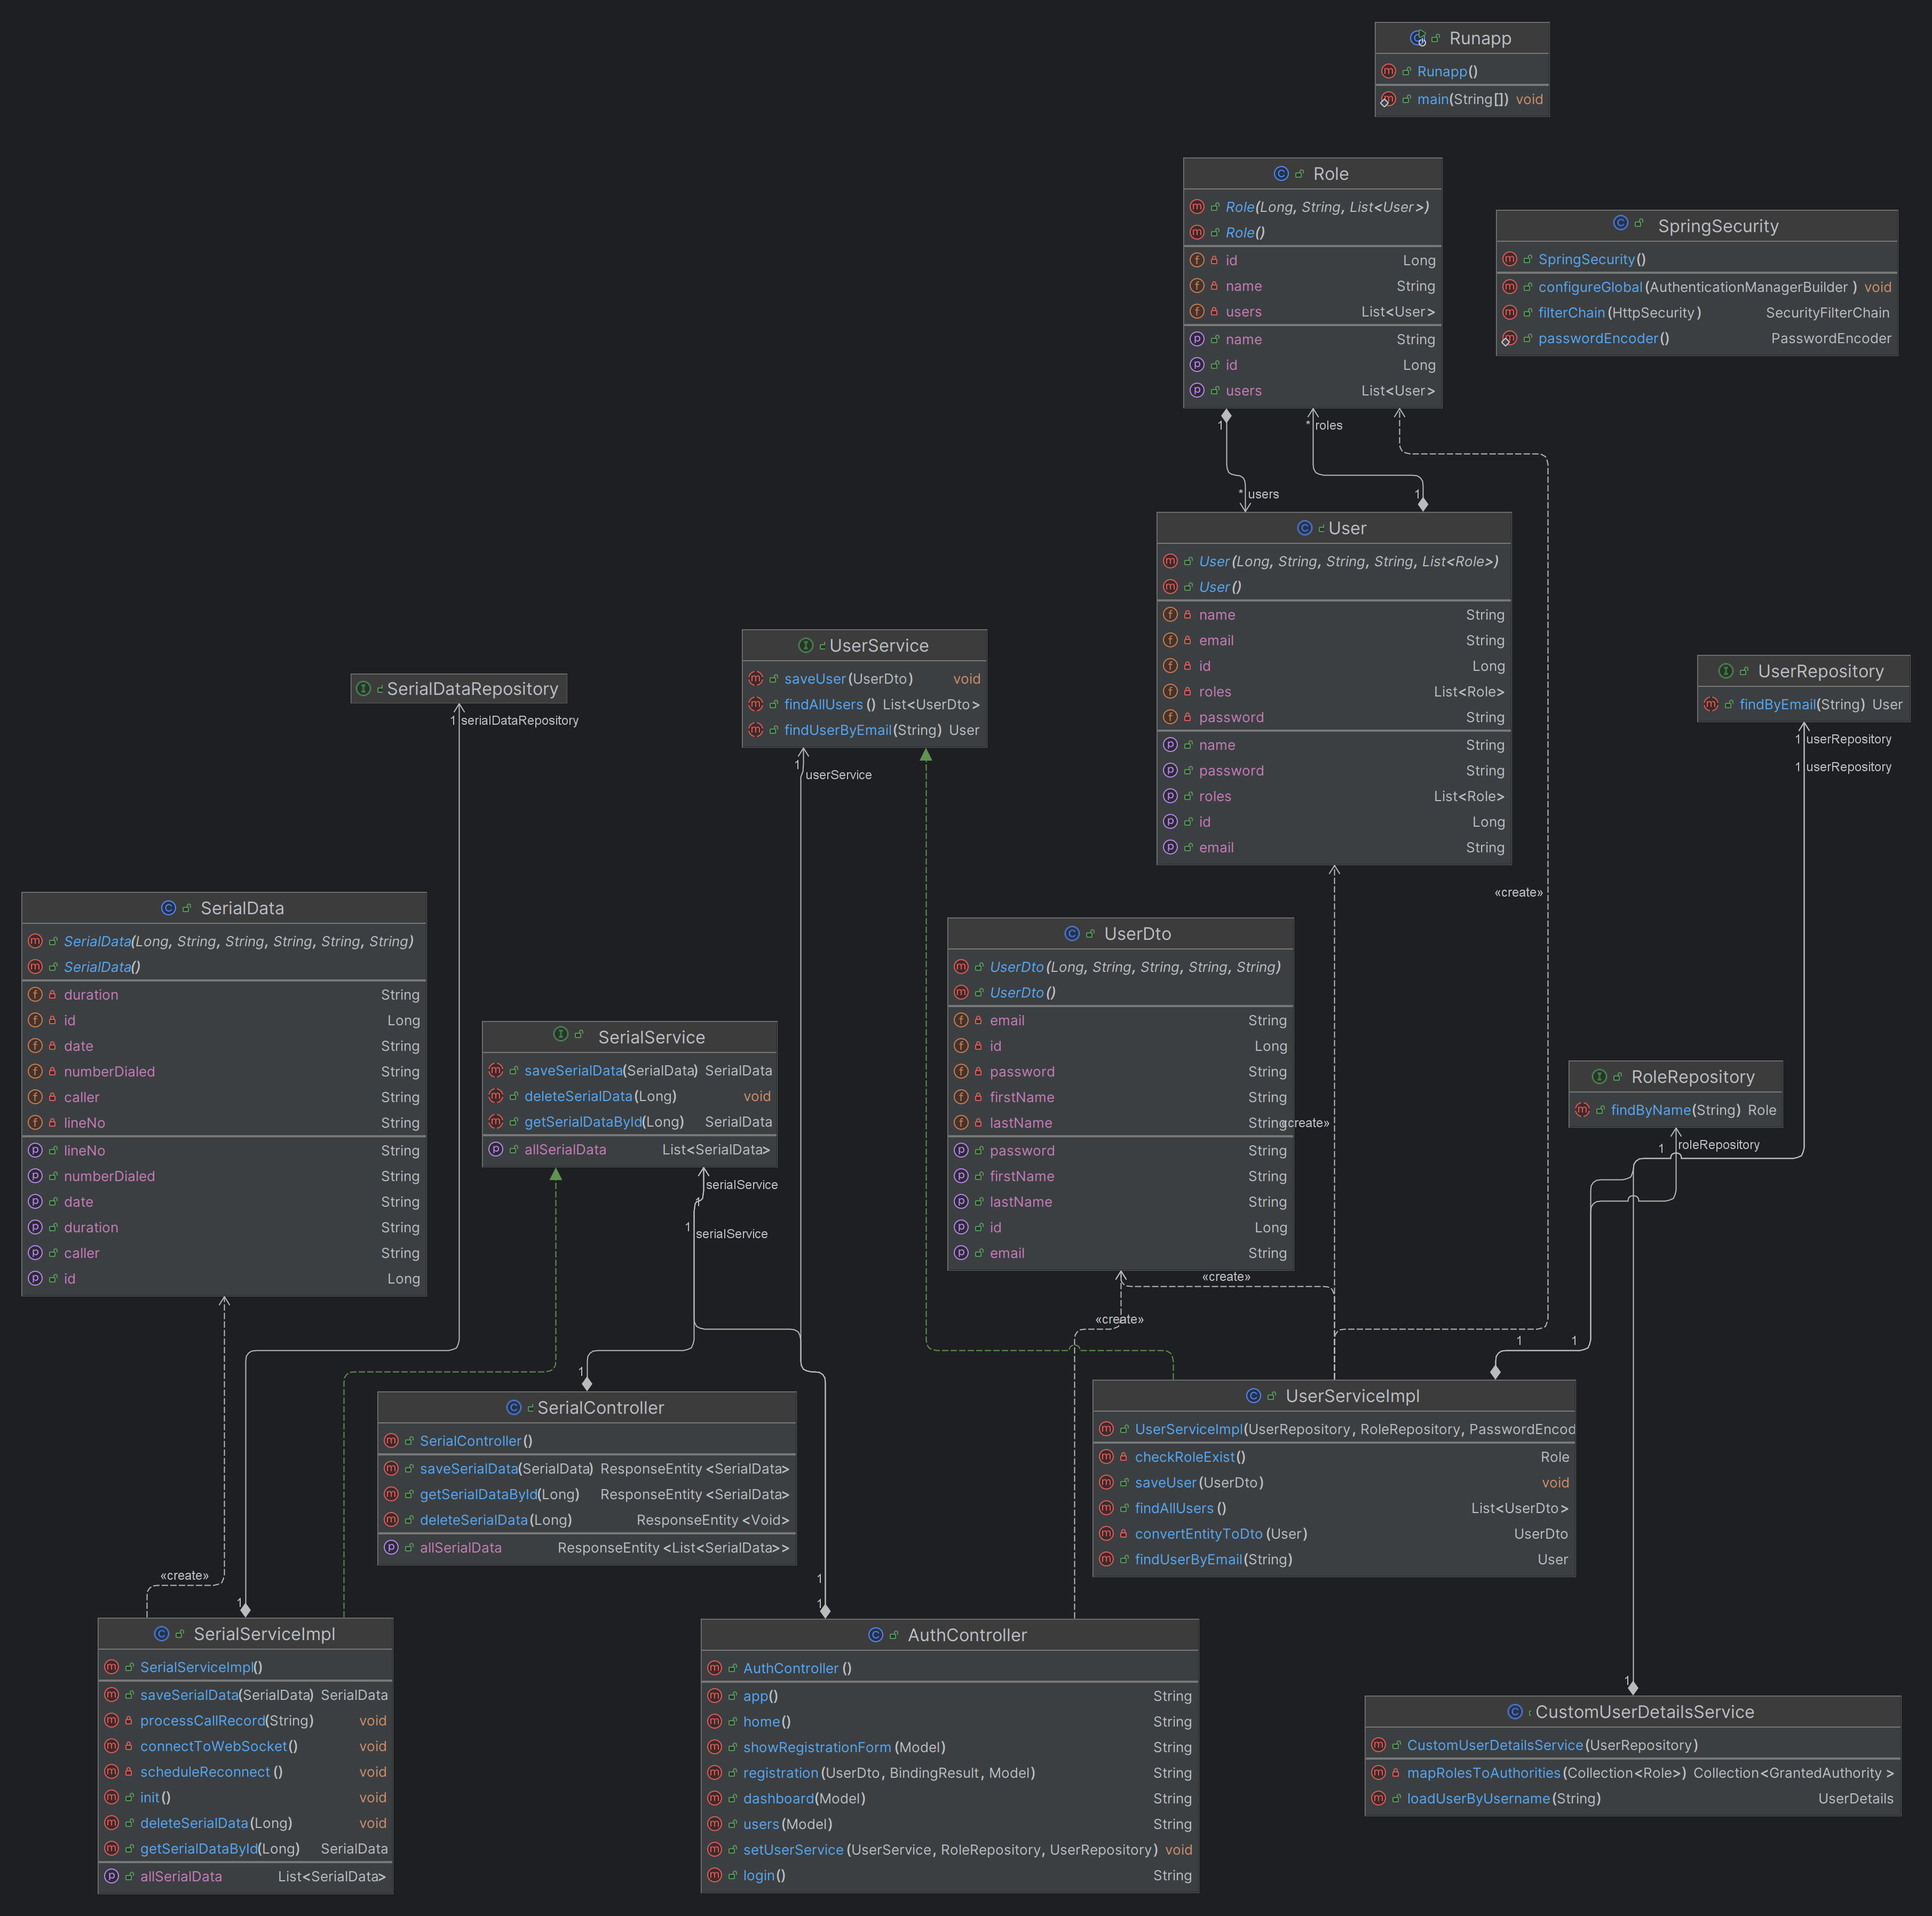 Runapp
Runapp()
main(String[]) void
Role
Role(Long, String, List<User>)
Role()
id Long
name String
users List<User>
name String
id Long
users List<User>
SpringSecurity
SpringSecurity()
configureGlobal(AuthenticationManagerBuilder) void
filterChain(HttpSecurity) SecurityFilterChain
passwordEncoder() PasswordEncoder
1
* roles
* users
1
User
User(Long, String, String, String, List<Role>)
User()
name String
email String
id Long
roles List<Role>
password String
name String
password String
roles List<Role>
id Long
email String
UserService
saveUser(UserDto) void
findAllUsers() List<UserDto>
findUserByEmail(String) User
1 userService
SerialDataRepository
1 serialDataRepository
UserRepository
findByEmail(String) User
1 userRepository
1 userRepository
«create»
SerialData
SerialData(Long, String, String, String, String, String)
SerialData()
duration String
id Long
date String
numberDialed String
caller String
lineNo String
lineNo String
numberDialed String
date String
duration String
caller String
id Long
UserDto
UserDto(Long, String, String, String, String)
UserDto()
email String
id Long
password String
firstName String
lastName String
password String
firstName String
lastName String
id Long
email String
«create»
SerialService
saveSerialData(SerialData) SerialData
deleteSerialData(Long) void
getSerialDataById(Long) SerialData
allSerialData List<SerialData>
serialService
1
1 serialService
RoleRepository
findByName(String) Role
1 roleRepository
«create»
«create»
1
1
1
SerialController
SerialController()
saveSerialData(SerialData) ResponseEntity<SerialData>
getSerialDataById(Long) ResponseEntity<SerialData>
deleteSerialData(Long) ResponseEntity<Void>
allSerialData ResponseEntity<List<SerialData>>
UserServiceImpl
UserServiceImpl(UserRepository, RoleRepository, PasswordEncod
checkRoleExist() Role
saveUser(UserDto) void
findAllUsers() List<UserDto>
convertEntityToDto(User) UserDto
findUserByEmail(String) User
«create»
1
1
1
1
SerialServiceImpl
SerialServiceImpl()
saveSerialData(SerialData) SerialData
processCallRecord(String) void
connectToWebSocket() void
scheduleReconnect() void
init() void
deleteSerialData(Long) void
getSerialDataById(Long) SerialData
allSerialData List<SerialData>
AuthController
AuthController()
app() String
home() String
showRegistrationForm(Model) String
registration(UserDto, BindingResult, Model) String
dashboard(Model) String
users(Model) String
setUserService(UserService, RoleRepository, UserRepository) void
login() String
CustomUserDetailsService
CustomUserDetailsService(UserRepository)
mapRolesToAuthorities(Collection<Role>) Collection<GrantedAuthority>
loadUserByUsername(String) UserDetails